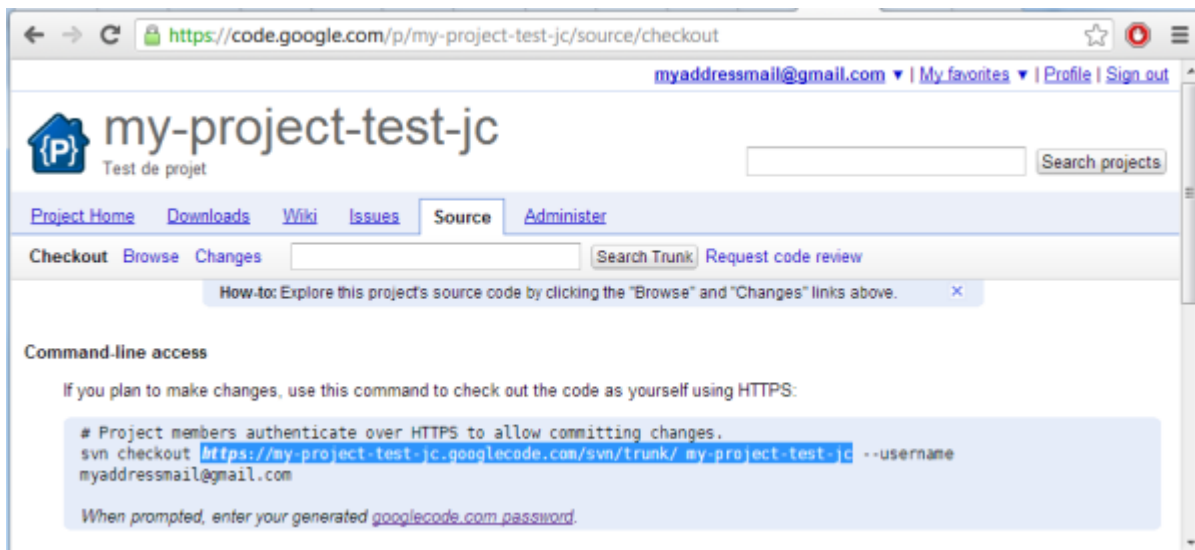 https://code.google.com/p/my-project-test-jc/source/checkout
myaddressmail@gmail.com ▼ | My favorites ▼ | Profile | Sign out
{P}
my-project-test-jc
Test de projet
Search projects
Project Home Downloads Wiki Issues Source Administer
Checkout Browse Changes Search Trunk Request code review
How-to: Explore this project's source code by clicking the "Browse" and "Changes" links above. ×
Command-line access
If you plan to make changes, use this command to check out the code as yourself using HTTPS:
# Project members authenticate over HTTPS to allow committing changes.
svn checkout https://my-project-test-jc.googlecode.com/svn/trunk/ my-project-test-jc --username
myaddressmail@gmail.com
When prompted, enter your generated googlecode.com password.